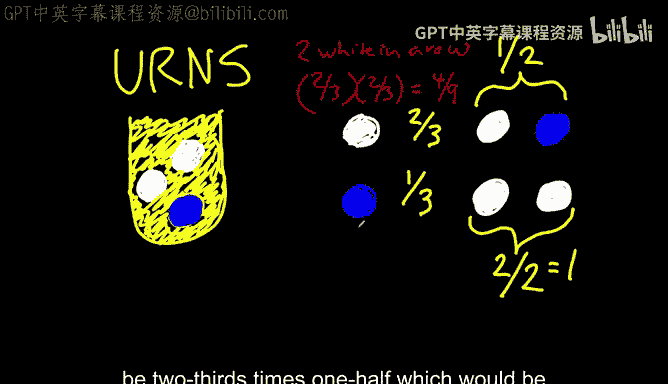 GPT中英字幕课程资源@bilibili.com
GPT中英字幕课程资源 bilibili
URNS
2 white in a row
(2/3)(2/3) = 4/9
1/2
2/3
1/3
2/2=1
be two-thirds times one-half which would be